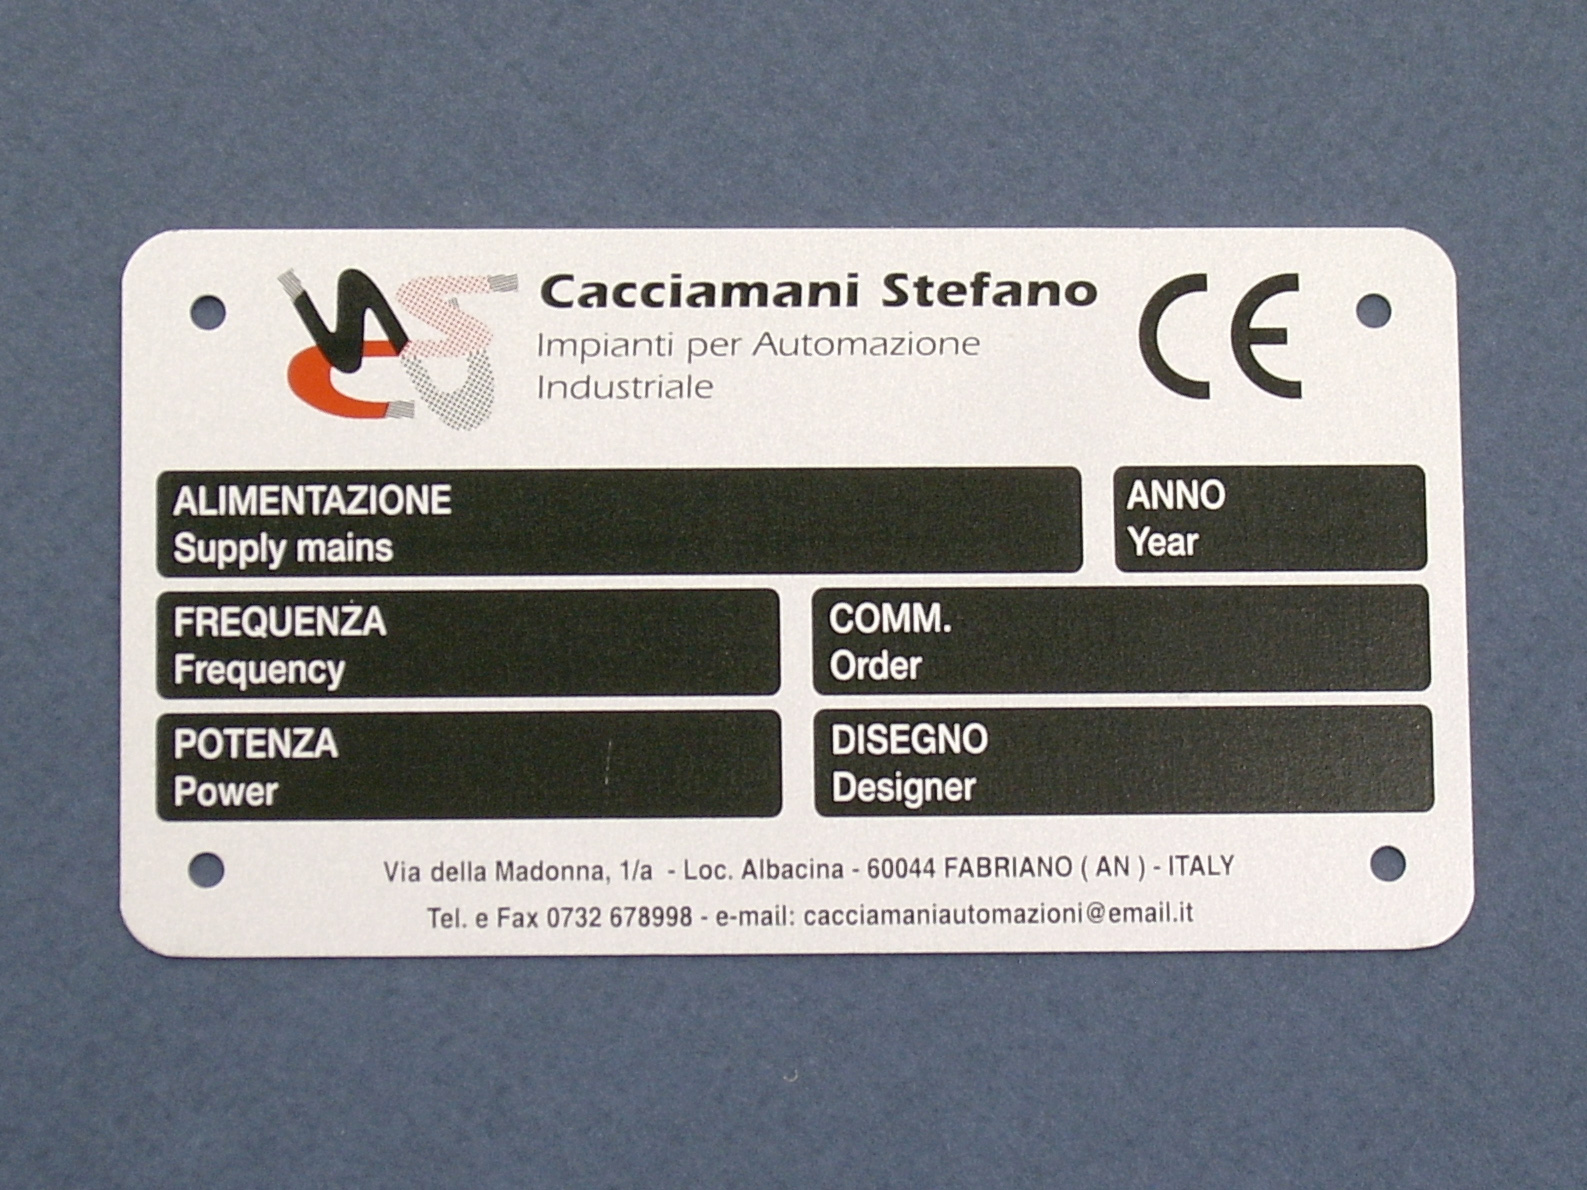 Cacciamani Stefano
Impianti per Automazione
Industriale
CE
ALIMENTAZIONE
Supply mains
ANNO
Year
FREQUENZA
Frequency
COMM.
Order
POTENZA
Power
DISEGNO
Designer
Via della Madonna, 1/a - Loc. Albacina - 60044 FABRIANO ( AN ) - ITALY
Tel. e Fax 0732 678998 - e-mail: cacciamaniautomazioni@email.it